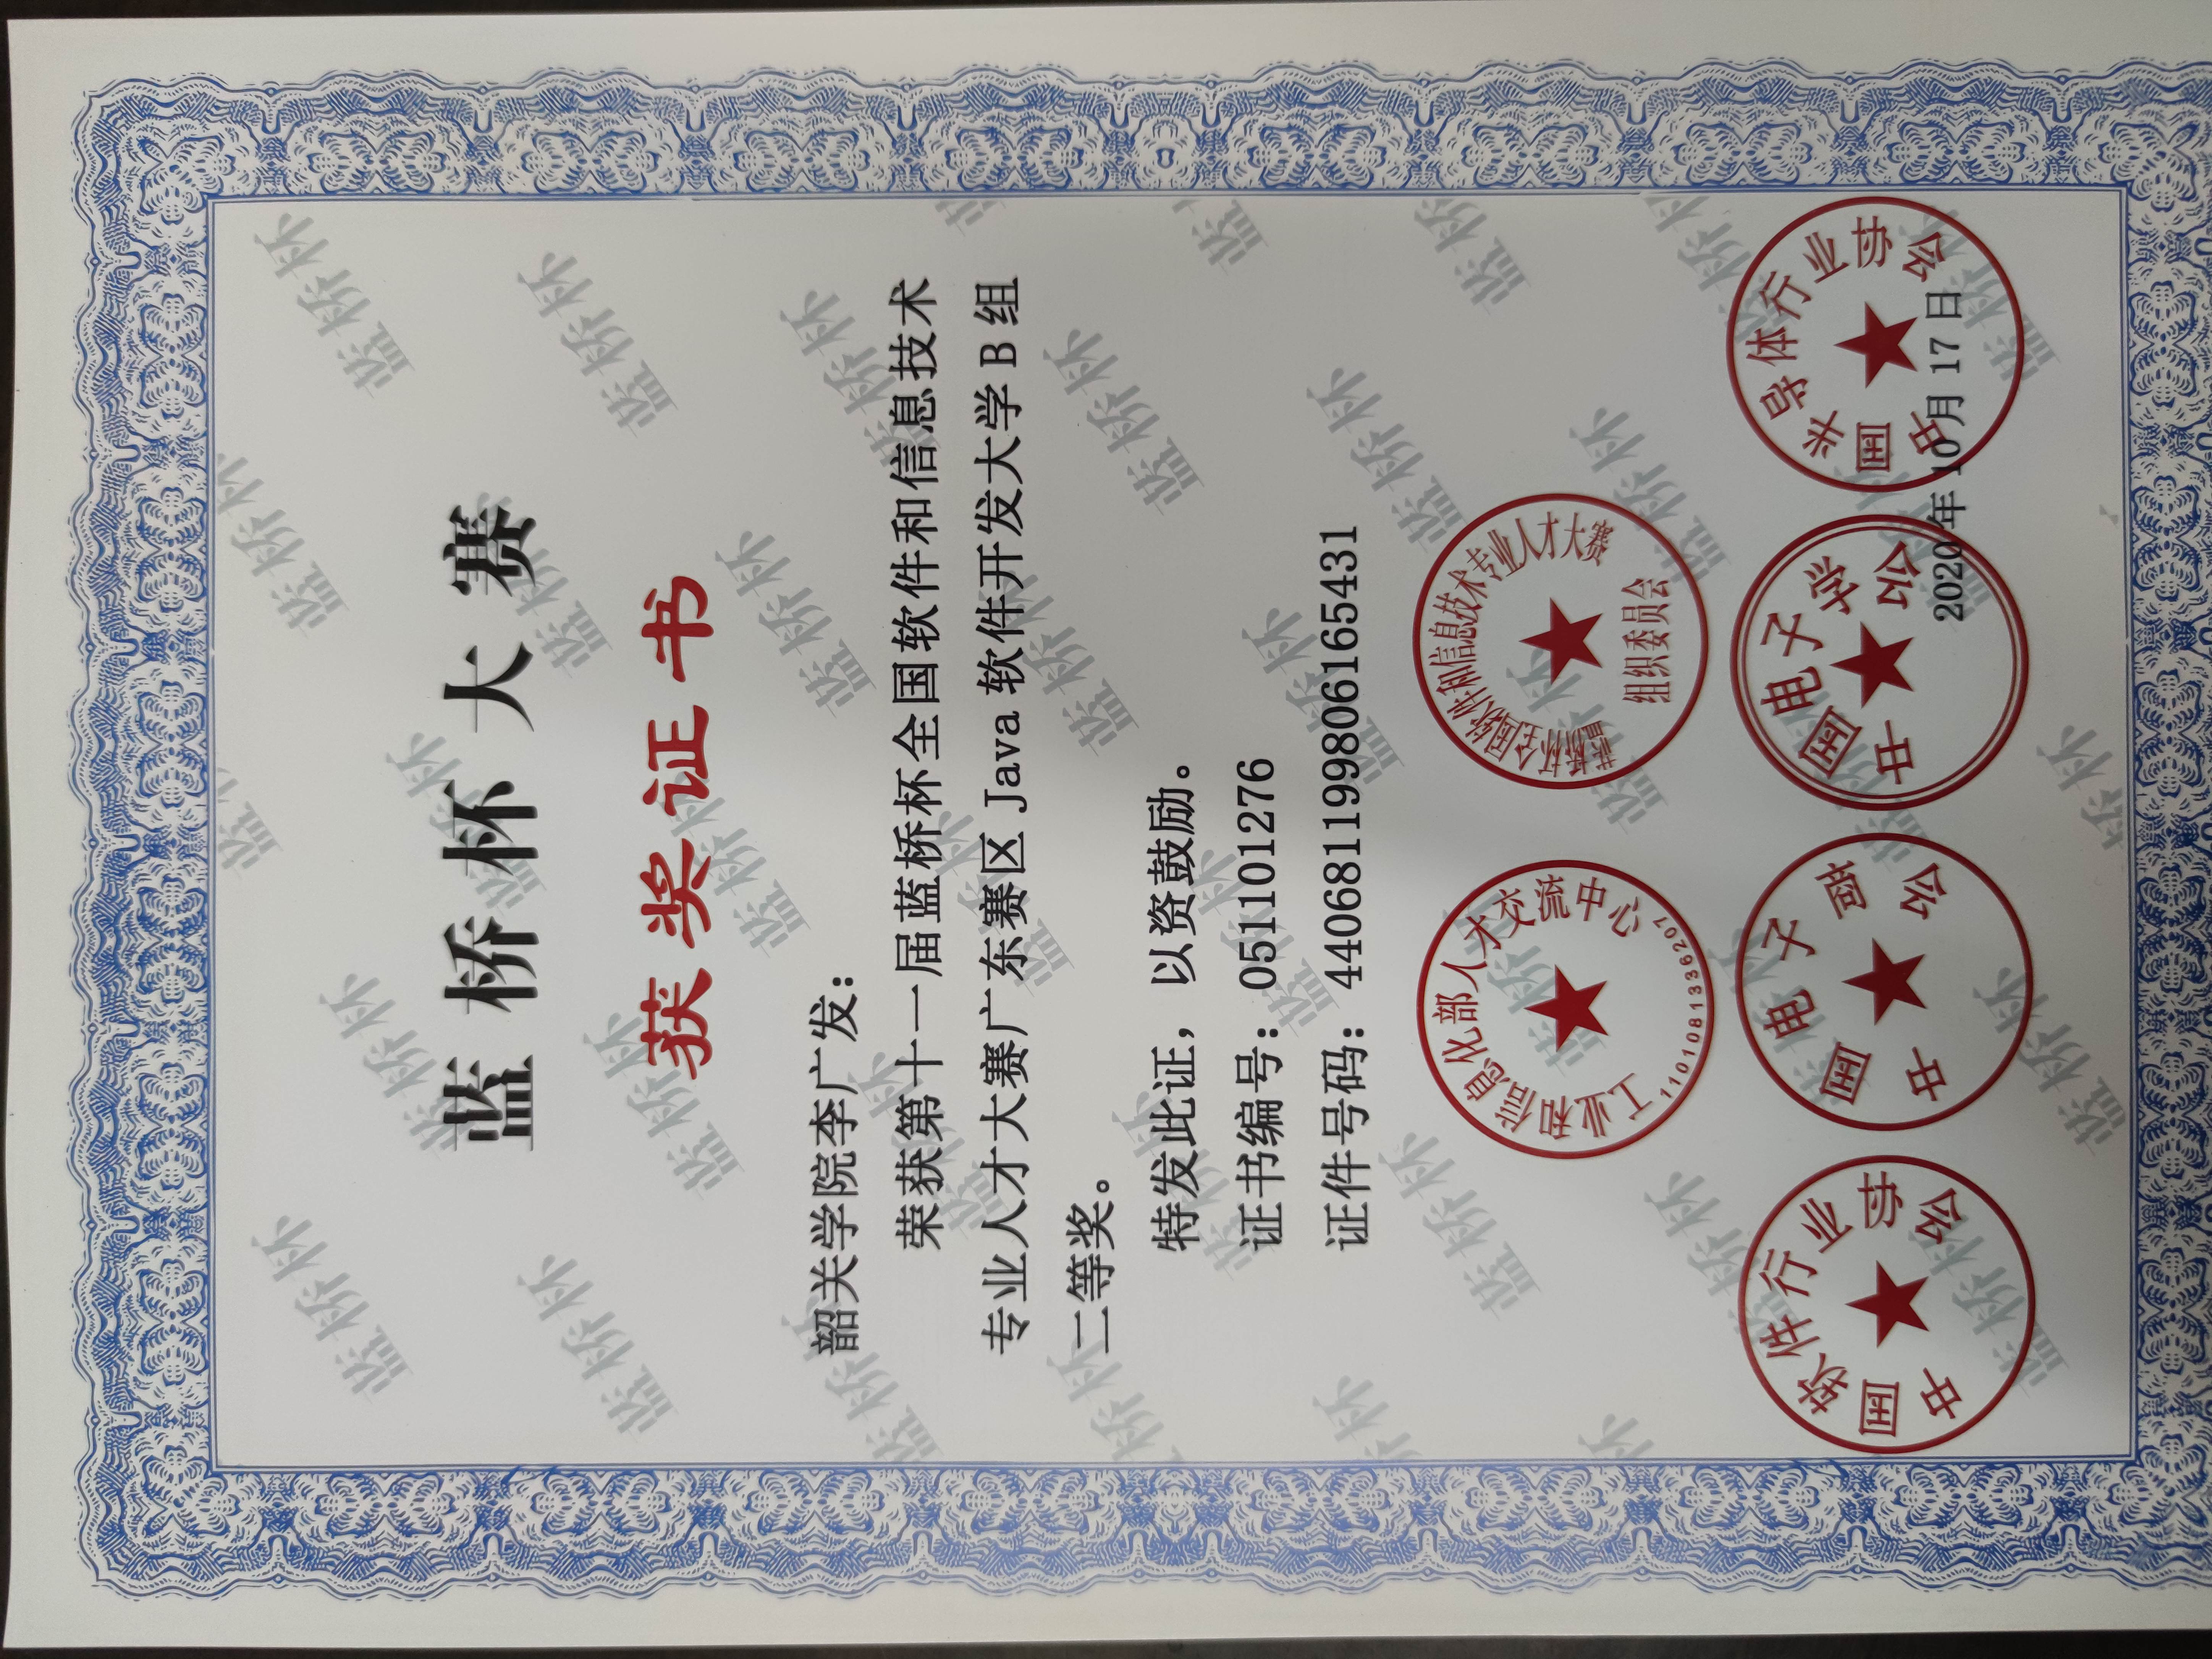 蓝桥杯大赛
获奖证书
韶关学院李广发：
荣获第十一届蓝桥杯全国软件和信息技术
专业人才大赛广东赛区 Java 软件开发大学 B 组
二等奖。
特发此证，以资鼓励。
证书编号：051101276
证件号码：440681199806165431
工业和信息化部人才交流中心
1101081336207
蓝桥杯全国软件和信息技术专业人才大赛
组织委员会
中国软件行业协会
中国电子商会
中国电子学会
中国半导体行业协会
2020 年 10 月 17 日
蓝桥杯